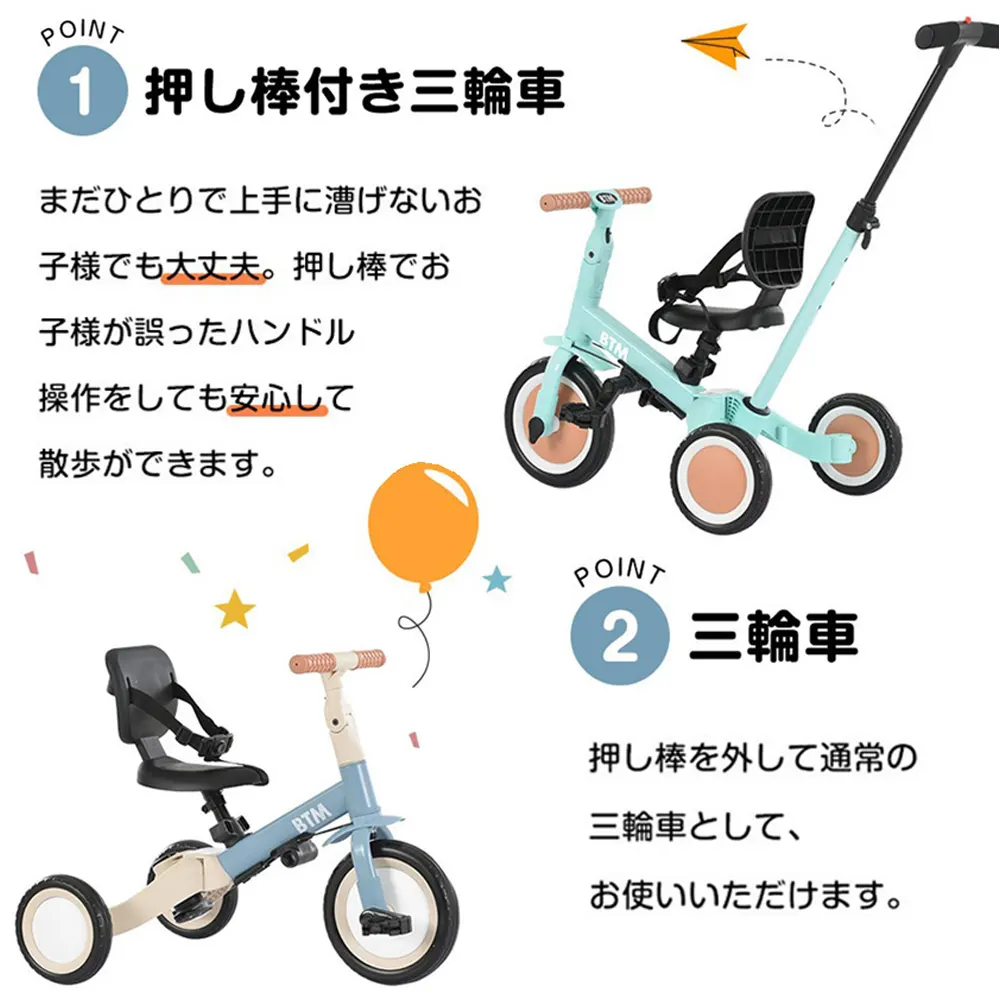 POINT
1 押し棒付き三輪車
まだひとりで上手に漕げないお
子様でも大丈夫。押し棒でお
子様が誤ったハンドル
操作をしても安心して
散歩ができます。
BTM
BTM
POINT
2 三輪車
押し棒を外して通常の
三輪車として、
お使いいただけます。
BTM